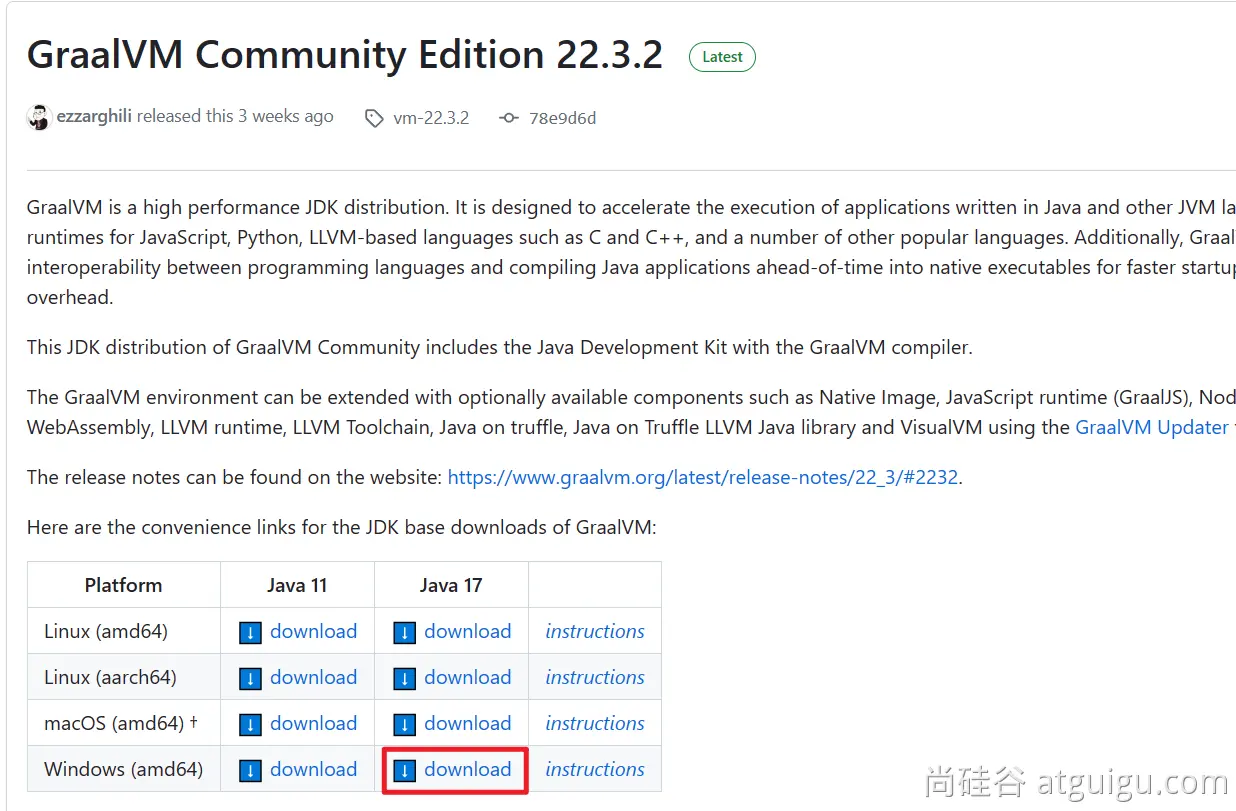 GraalVM Community Edition 22.3.2 Latest
ezzarghili released this 3 weeks ago vm-22.3.2 78e9d6d
GraalVM is a high performance JDK distribution. It is designed to accelerate the execution of applications written in Java and other JVM la
runtimes for JavaScript, Python, LLVM-based languages such as C and C++, and a number of other popular languages. Additionally, Graal
interoperability between programming languages and compiling Java applications ahead-of-time into native executables for faster startup
overhead.
This JDK distribution of GraalVM Community includes the Java Development Kit with the GraalVM compiler.
The GraalVM environment can be extended with optionally available components such as Native Image, JavaScript runtime (GraalJS), Nod
WebAssembly, LLVM runtime, LLVM Toolchain, Java on truffle, Java on Truffle LLVM Java library and VisualVM using the GraalVM Updater
The release notes can be found on the website: https://www.graalvm.org/latest/release-notes/22_3/#2232.
Here are the convenience links for the JDK base downloads of GraalVM:
Platform Java 11 Java 17
Linux (amd64) download download instructions
Linux (aarch64) download download instructions
macOS (amd64) † download download instructions
Windows (amd64) download download instructions
尚硅谷 atguigu.com